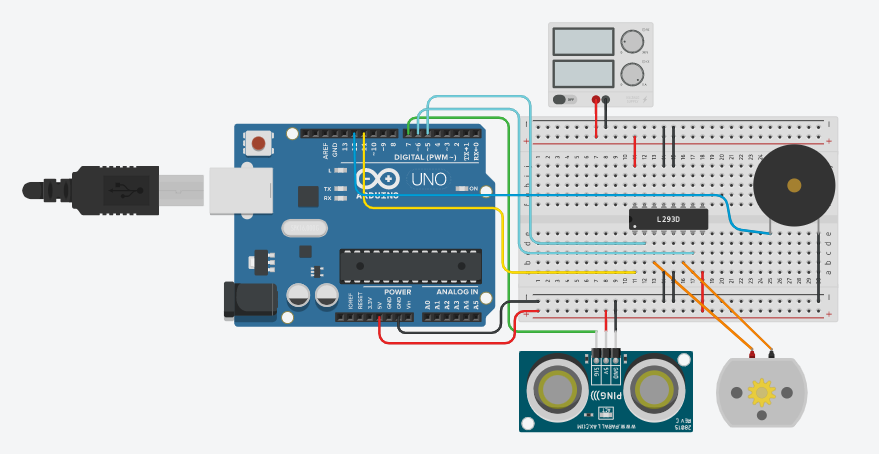 OFF
AREF
GND
13
12
~11
~10
~9
8
7
~6
~5
4
~3
2
TX→1
RX←0
DIGITAL (PWM~)
L
TX
RX
UNO
ARDUINO
ON
POWER
ANALOG IN
IOREF
RESET
3.3V
5V
GND
GND
Vin
A0
A1
A2
A3
A4
A5
L293D
SIG
5V
GND
PING)))
WWW.PARALLAX.COM
28015
REV C